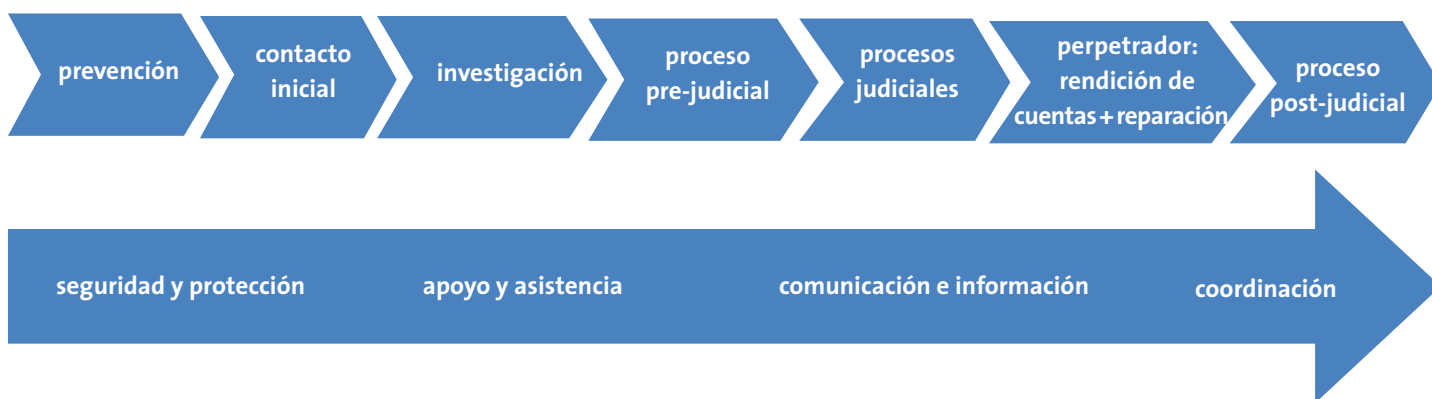 prevención
contacto
inicial
investigación
proceso
pre-judicial
procesos
judiciales
perpetrador:
rendición de
cuentas+reparación
proceso
post-judicial
seguridad y protección
apoyo y asistencia
comunicación e información
coordinación